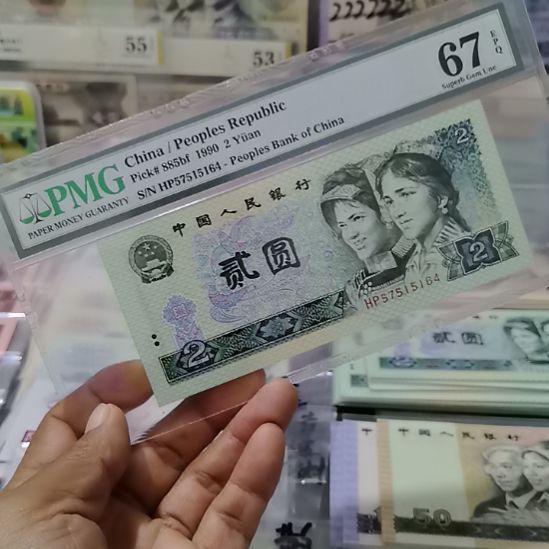 222222
55
53
PMG
PAPER MONEY GUARANTY
China / Peoples Republic
Pick# 885bf 1990 2 Yüan
S/N HP57515164 - Peoples Bank of China
67 EPQ
Superb Gem Unc
中国人民银行
2
贰圆
2
HP57515164
2
贰圆
中国人民银行
50